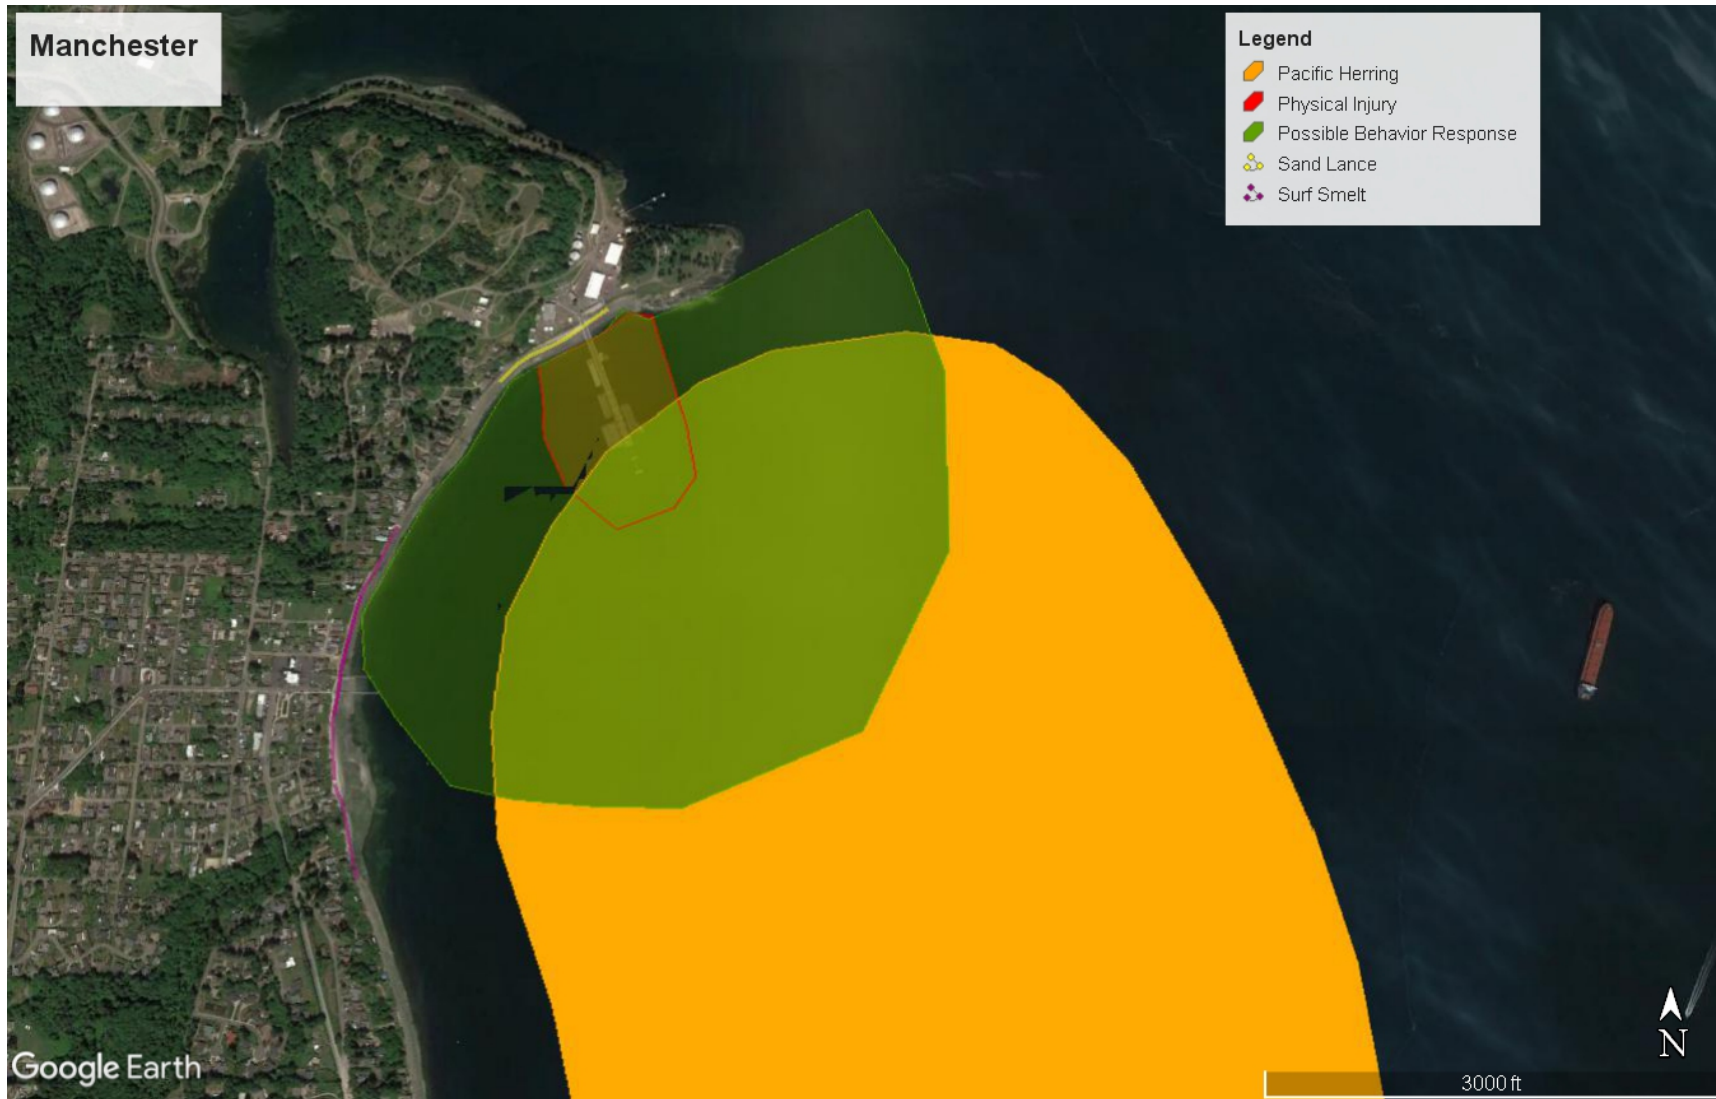 Manchester
Legend
Pacific Herring
Physical Injury
Possible Behavior Response
Sand Lance
Surf Smelt
N
Google Earth
3000 ft